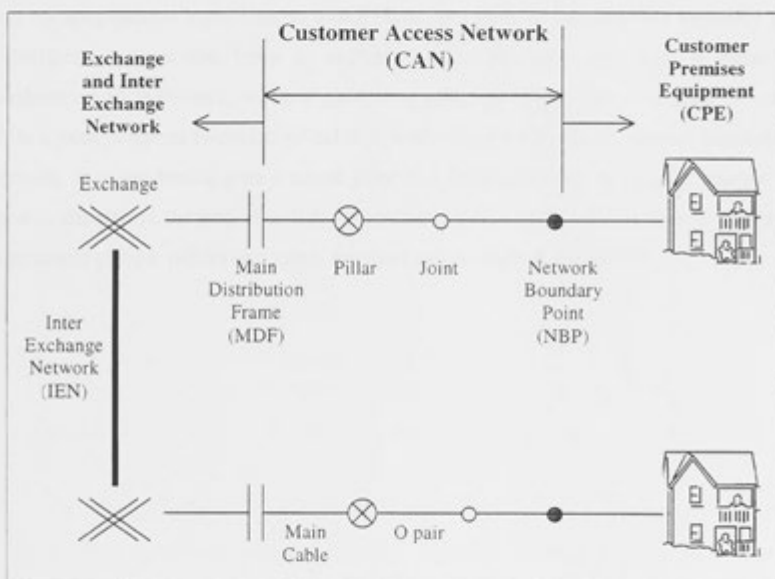 Customer Access Network
(CAN)
Exchange
and Inter
Exchange
Network
Customer
Premises
Equipment
(CPE)
Exchange
Main
Distribution
Frame
(MDF)
Pillar
Joint
Network
Boundary
Point
(NBP)
Inter
Exchange
Network
(IEN)
Main
Cable
O pair